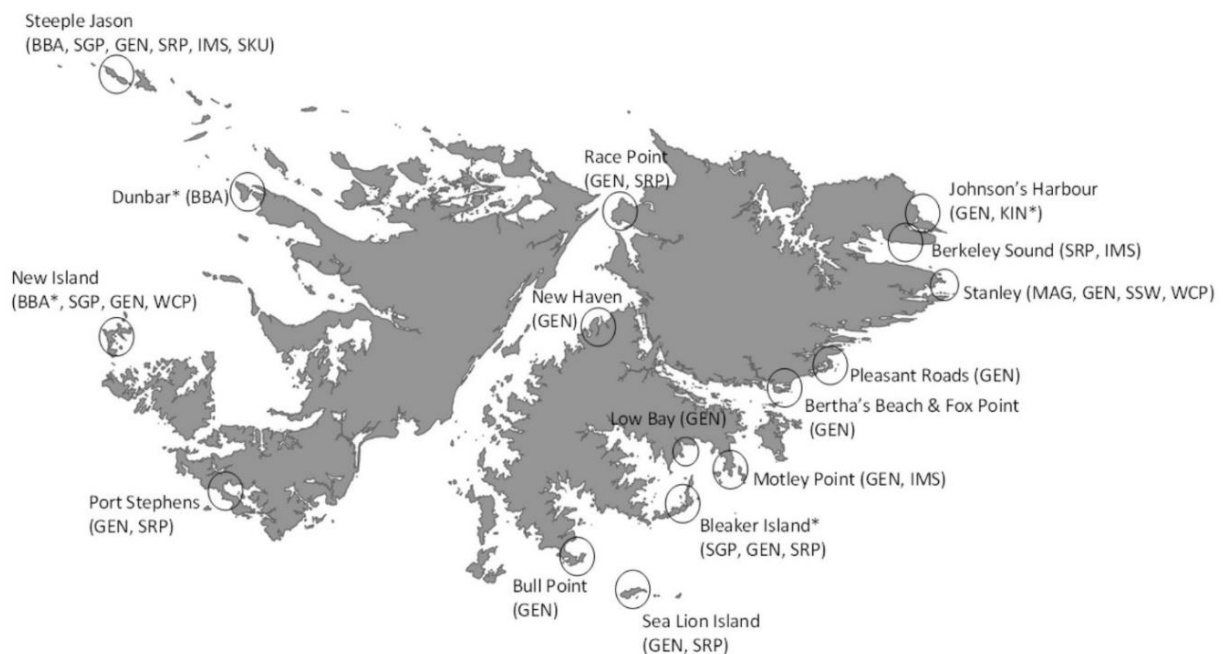 Steeple Jason
(BBA, SGP, GEN, SRP, IMS, SKU)
Dunbar* (BBA)
Race Point
(GEN, SRP)
Johnson's Harbour
(GEN, KIN*)
Berkeley Sound (SRP, IMS)
New Island
(BBA*, SGP, GEN, WCP)
New Haven
(GEN)
Stanley (MAG, GEN, SSW, WCP)
Pleasant Roads (GEN)
Bertha's Beach & Fox Point
(GEN)
Low Bay (GEN)
Motley Point (GEN, IMS)
Port Stephens
(GEN, SRP)
Bleaker Island*
(SGP, GEN, SRP)
Bull Point
(GEN)
Sea Lion Island
(GEN, SRP)